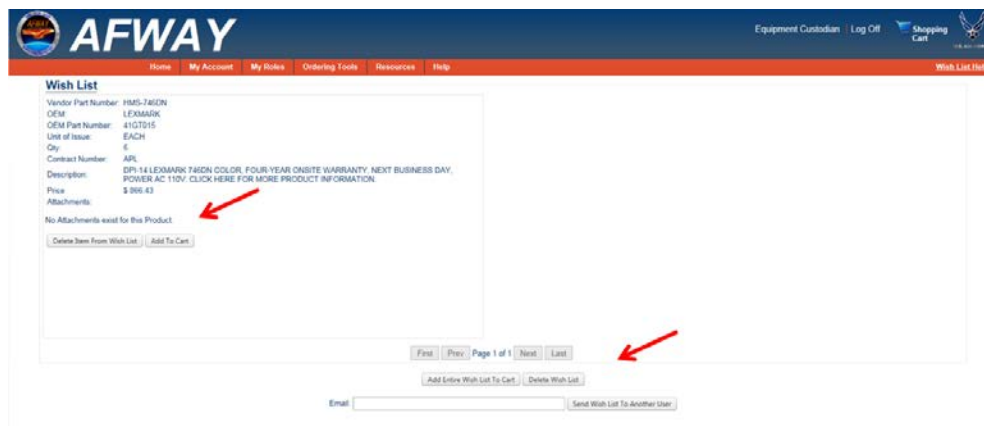 AFWAY
Equipment Custodian | Log Off
Shopping Cart
Home My Account My Roles Ordering Tools Resources Help
Wish List Hel
Wish List
Vendor Part Number: HMS-746DN
OEM: LEXMARK
OEM Part Number: 41GT015
Unit of Issue: EACH
Qty: 6
Contract Number: APL
Description: DPI-14 LEXMARK 746DN COLOR, FOUR-YEAR ONSITE WARRANTY, NEXT BUSINESS DAY,
POWER AC 110V. CLICK HERE FOR MORE PRODUCT INFORMATION.
Price $ 866.43
Attachments:
No Attachments exist for this Product
Delete Item From Wish List Add To Cart
First Prev Page 1 of 1 Next Last
Add Entire Wish List To Cart Delete Wish List
Email: Send Wish List To Another User